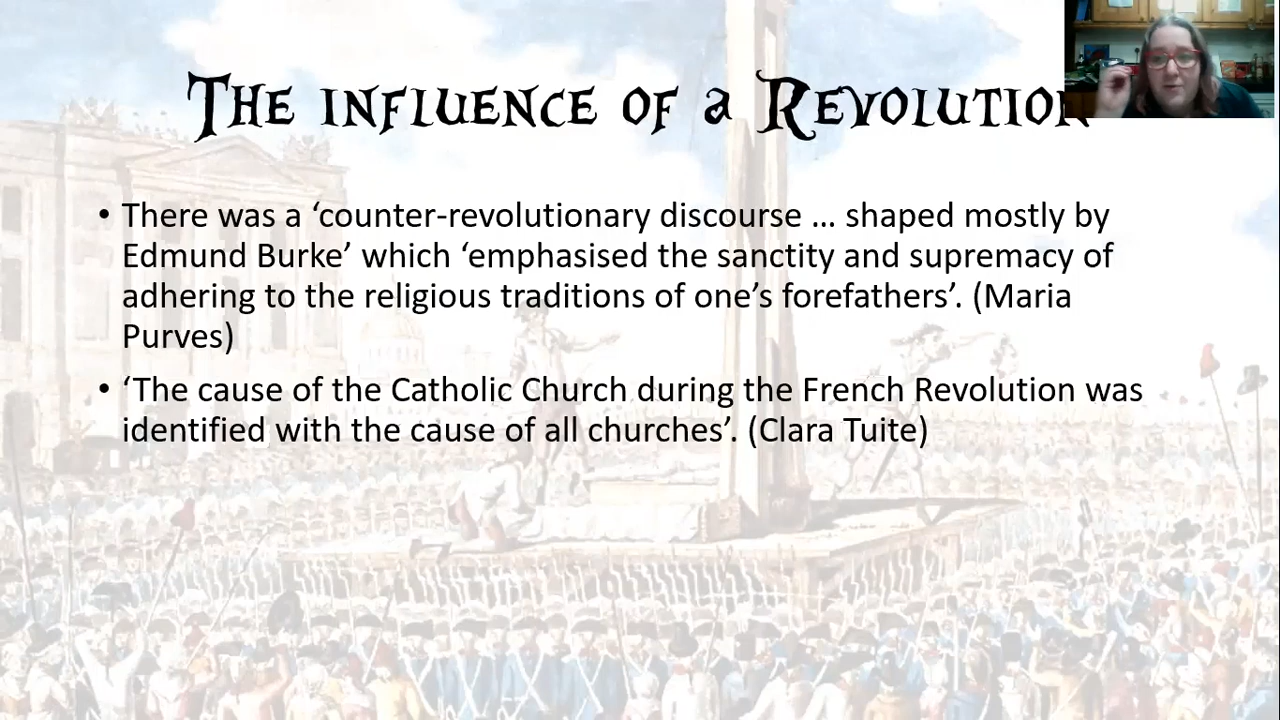 The influence of a Revolution
• There was a ‘counter-revolutionary discourse ... shaped mostly by
Edmund Burke’ which ‘emphasised the sanctity and supremacy of
adhering to the religious traditions of one’s forefathers’. (Maria
Purves)
• ‘The cause of the Catholic Church during the French Revolution was
identified with the cause of all churches’. (Clara Tuite)